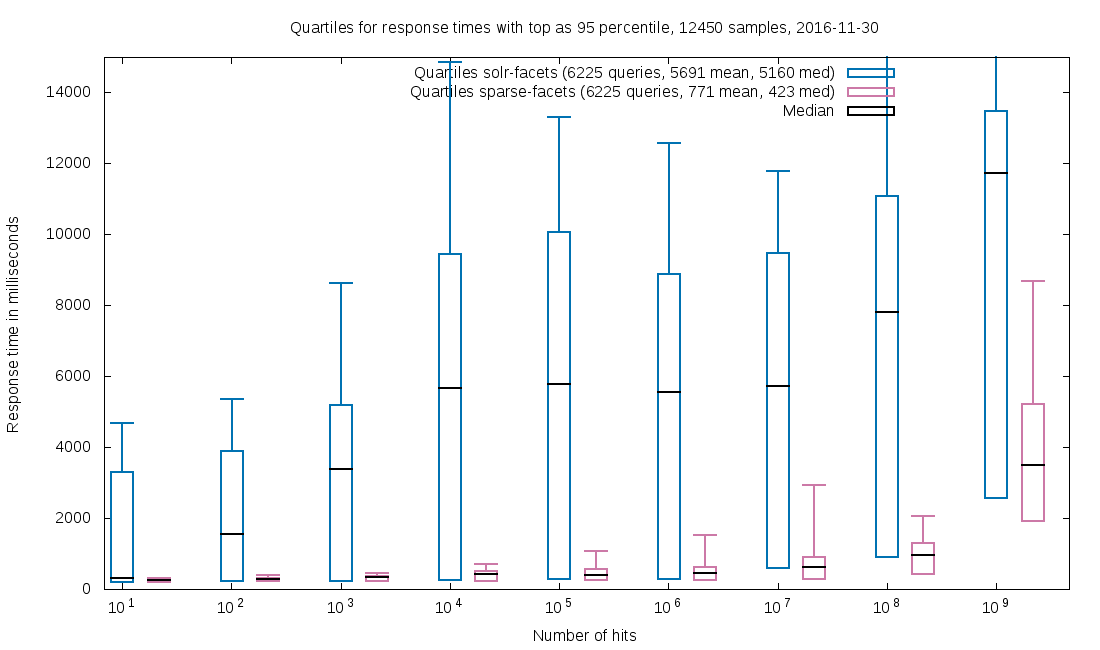 Quartiles for response times with top as 95 percentile, 12450 samples, 2016-11-30
Quartiles solr-facets (6225 queries, 5691 mean, 5160 med)
Quartiles sparse-facets (6225 queries, 771 mean, 423 med)
Median
Response time in milliseconds
14000
12000
10000
8000
6000
4000
2000
0
10^1 10^2 10^3 10^4 10^5 10^6 10^7 10^8 10^9
Number of hits